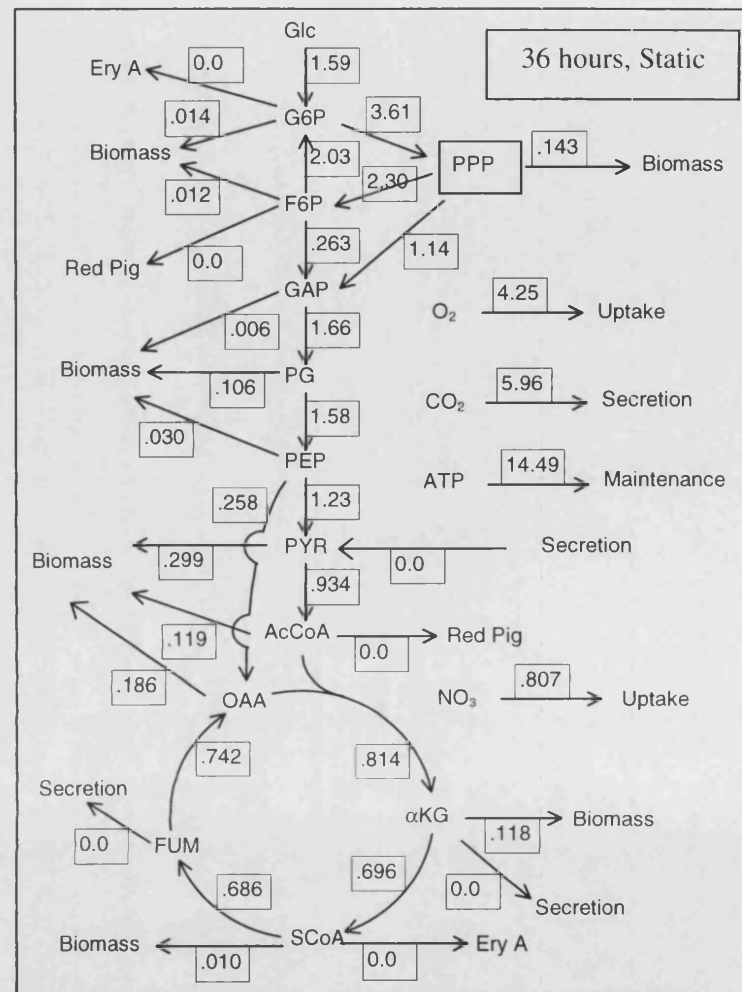 Glc
36 hours, Static
Ery A
0.0
1.59
.014
G6P
3.61
Biomass
2.03
PPP
.143
Biomass
.012
2.30
F6P
Red Pig
0.0
.263
1.14
GAP
O₂
4.25
Uptake
.006
1.66
Biomass
.106
PG
CO₂
5.96
Secretion
.030
1.58
PEP
ATP
14.49
Maintenance
.258
1.23
Biomass
.299
PYR
0.0
Secretion
.934
.119
AcCoA
0.0
Red Pig
.186
OAA
NO₃
.807
Uptake
.742
.814
Secretion
0.0
FUM
αKG
.118
Biomass
.686
.696
0.0
Secretion
Biomass
.010
SCoA
0.0
Ery A